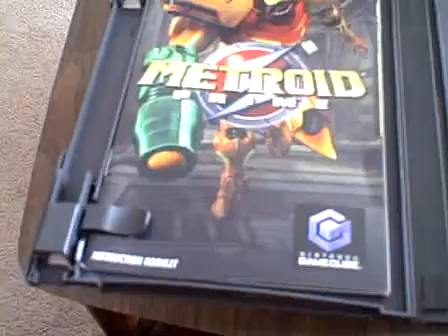 METROID
PRIME
NINTENDO
GAMECUBE
INSTRUCTION BOOKLET